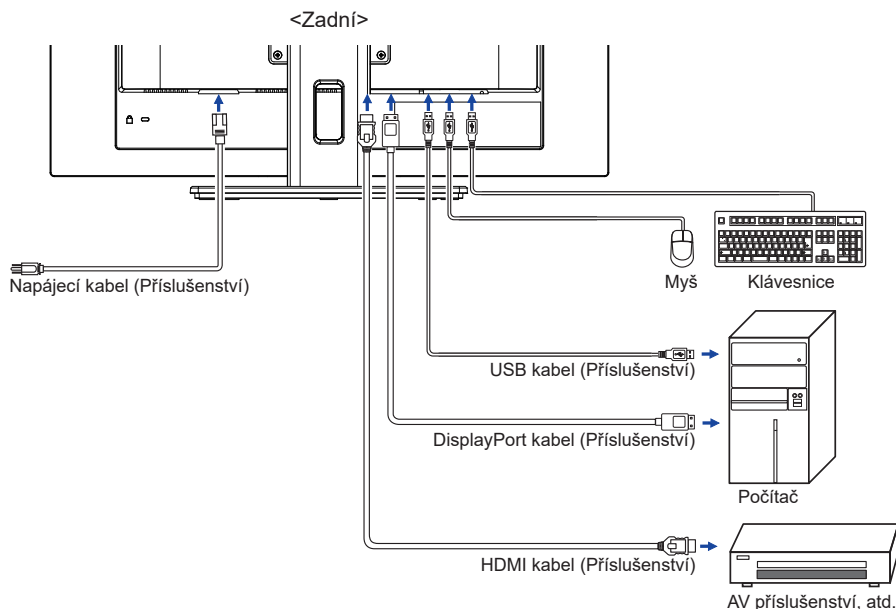 <Zadní>
Napájecí kabel (Příslušenství)
Myš
Klávesnice
USB kabel (Příslušenství)
DisplayPort kabel (Příslušenství)
Počítač
HDMI kabel (Příslušenství)
AV příslušenství, atd.